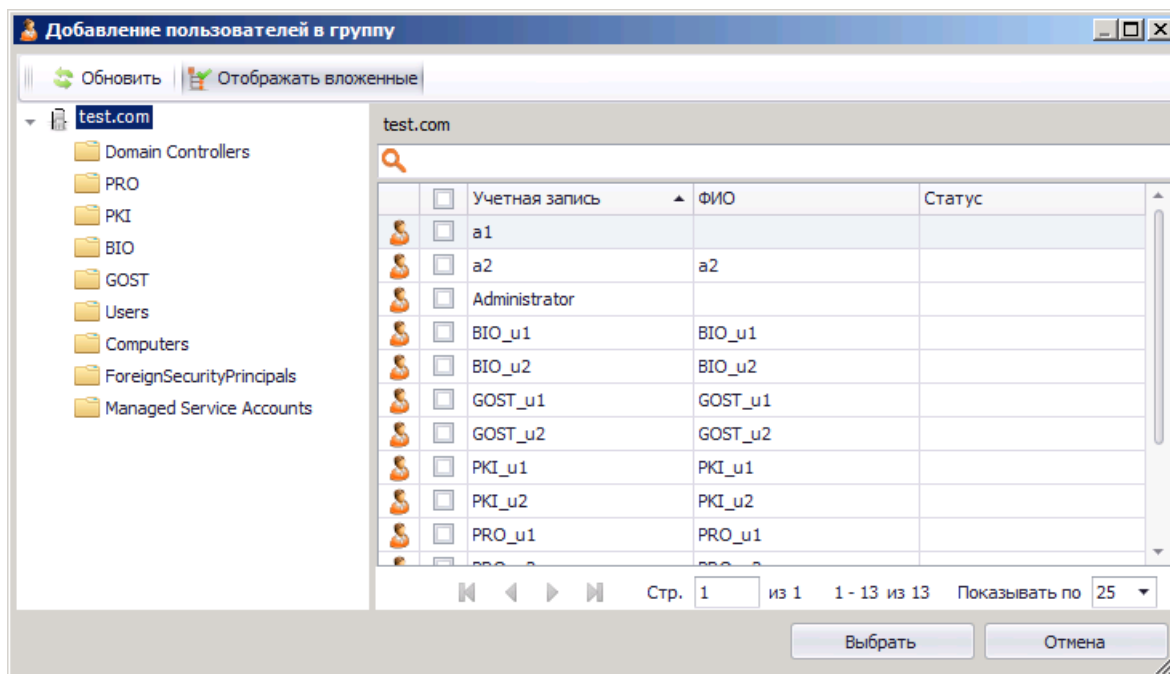 Добавление пользователей в группу
Обновить Отображать вложенные
test.com
Domain Controllers
PRO
PKI
BIO
GOST
Users
Computers
ForeignSecurityPrincipals
Managed Service Accounts
test.com
Учетная запись ФИО Статус
a1
a2 a2
Administrator
BIO_u1 BIO_u1
BIO_u2 BIO_u2
GOST_u1 GOST_u1
GOST_u2 GOST_u2
PKI_u1 PKI_u1
PKI_u2 PKI_u2
PRO_u1 PRO_u1
Стр. 1 из 1 1 - 13 из 13 Показывать по 25
Выбрать Отмена